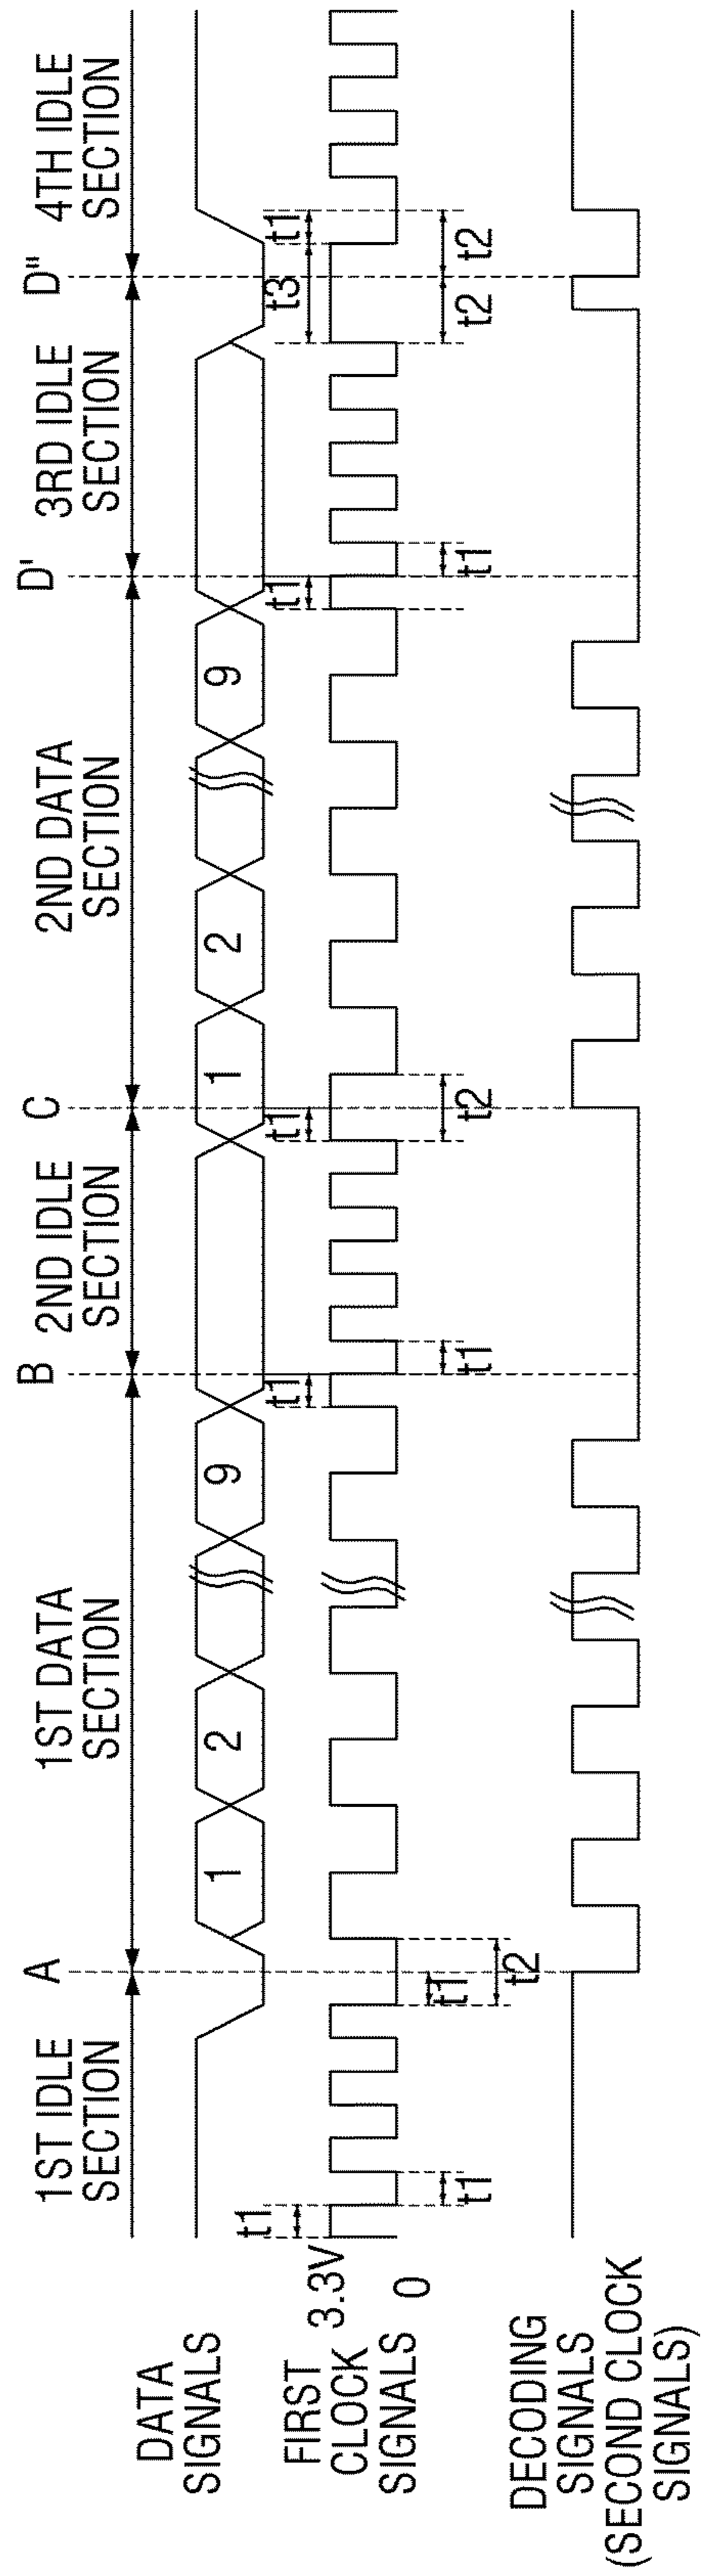 1ST IDLE
SECTION
A
1ST DATA
SECTION
B
2ND IDLE
SECTION
C
2ND DATA
SECTION
D'
3RD IDLE
SECTION
D"
4TH IDLE
SECTION
DATA
SIGNALS
1
2
9
1
2
9
t1
t1
t1
t1
t3
t1
FIRST
CLOCK
SIGNALS
3.3V
0
t1
t1
t2
t1
t2
t1
t2
t2
DECODING
SIGNALS
(SECOND CLOCK
SIGNALS)